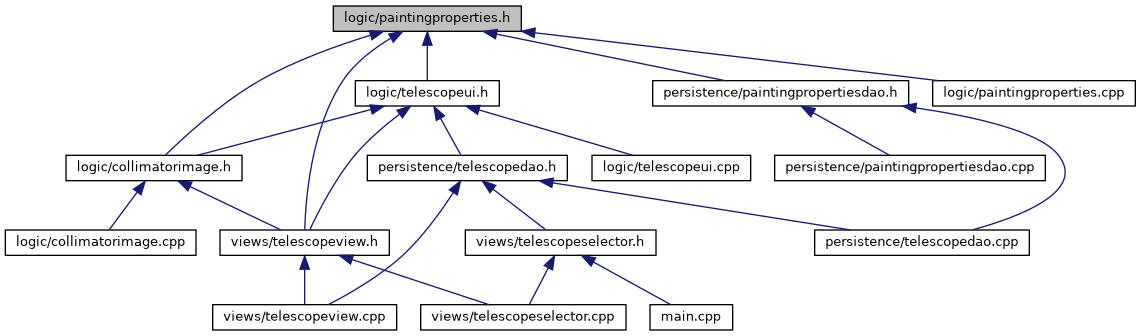 logic/paintingproperties.h
logic/telescopeui.h
persistence/paintingpropertiesdao.h
logic/paintingproperties.cpp
logic/collimatorimage.h
persistence/telescopedao.h
logic/telescopeui.cpp
persistence/paintingpropertiesdao.cpp
logic/collimatorimage.cpp
views/telescopeview.h
views/telescopeselector.h
persistence/telescopedao.cpp
views/telescopeview.cpp
views/telescopeselector.cpp
main.cpp